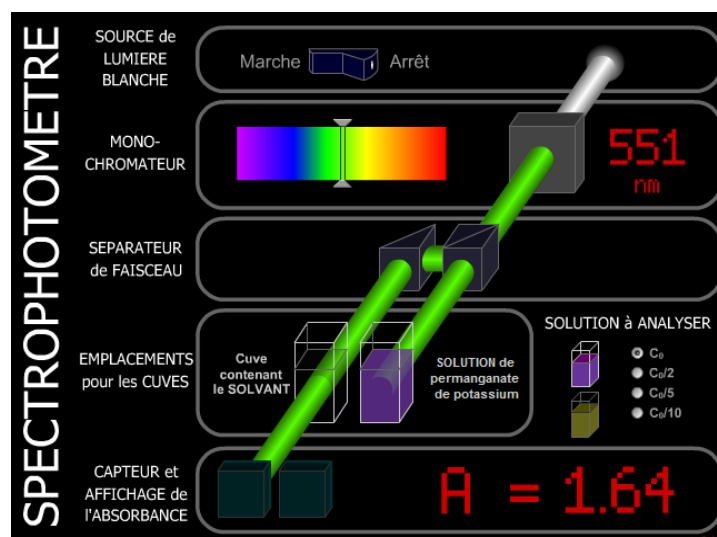 SPECTROPHOTOMETRE
SOURCE de
LUMIERE
BLANCHE
Marche
Arrêt
MONO-
CHROMATEUR
551
nm
SEPARATEUR
de FAISCEAU
EMPLACEMENTS
pour les CUVES
Cuve
contenant
le SOLVANT
SOLUTION de
permanganate
de potassium
SOLUTION à ANALYSER
C₀
C₀/2
C₀/5
C₀/10
CAPTEUR et
AFFICHAGE de
l'ABSORBANCE
A = 1.64